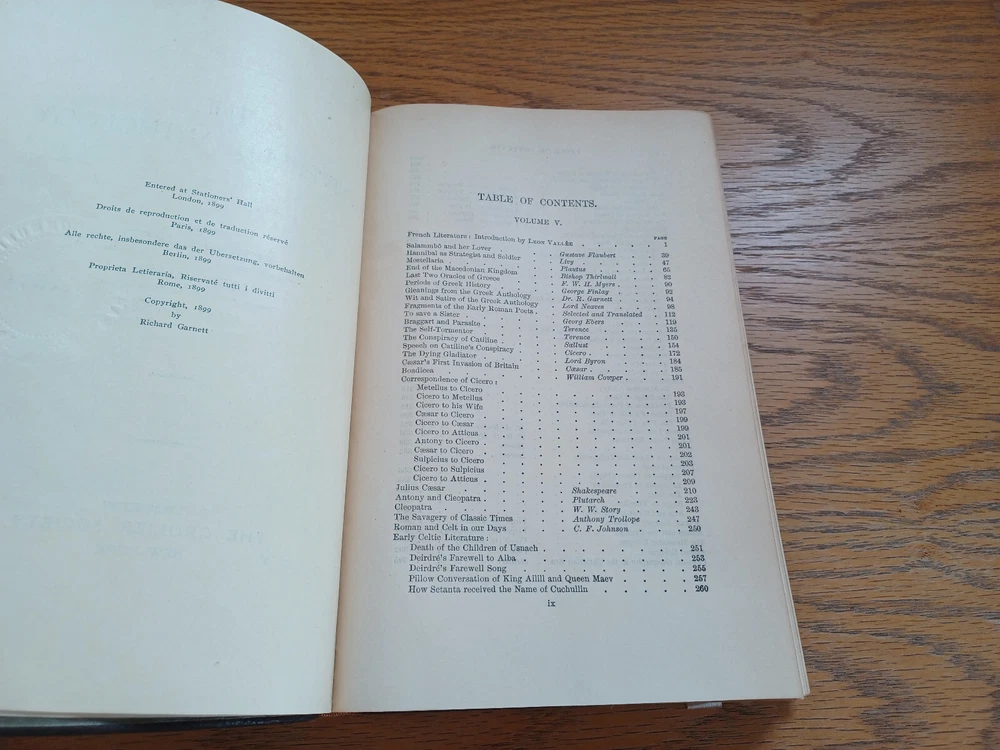 Entered at Stationers' Hall
London, 1899
Droits de reproduction et de traduction réservé
Paris, 1899
Alle rechte, insbesondere das der Ubersetzung, vorbehalten
Berlin, 1899
Proprieta Letieraria, Riservaté tutti i divitti
Rome, 1899
Copyright, 1899
by
Richard Garnett
TABLE OF CONTENTS.
VOLUME V.
PAGE
French Literature: Introduction by LEON VALLÉE . . . . . 1
Salammbô and her Lover . . . Gustave Flaubert . . 39
Hannibal as Strategist and Soldier . . Livy . . . . 47
Mostellaria . . . . . Plautus . . . . 65
End of the Macedonian Kingdom . . Bishop Thirlwall . . 82
Last Two Oracles of Greece . . . F. W. H. Myers . . 90
Periods of Greek History . . . George Finlay . . 92
Gleanings from the Greek Anthology . . Dr. R. Garnett . . 94
Wit and Satire of the Greek Anthology . . Lord Neaves . . 98
Fragments of the Early Roman Poets . . Selected and Translated . 112
To save a Sister . . . . Georg Ebers . . . 119
Braggart and Parasite . . . . Terence . . . 135
The Self-Tormentor . . . . Terence . . . 150
The Conspiracy of Catiline . . . Sallust . . . 154
Speech on Catiline's Conspiracy . . Cicero . . . 172
The Dying Gladiator . . . . Lord Byron . . . 184
Cæsar's First Invasion of Britain . . Cæsar . . . 185
Boadicea . . . . . William Cowper . . 191
Correspondence of Cicero:
Metellus to Cicero . . . . . . . 193
Cicero to Metellus . . . . . . . 193
Cicero to his Wife . . . . . . . 197
Cæsar to Cicero . . . . . . . 199
Cicero to Cæsar . . . . . . . 199
Cicero to Atticus . . . . . . . 201
Antony to Cicero . . . . . . . 201
Cæsar to Cicero . . . . . . . 202
Sulpicius to Cicero . . . . . . . 203
Cicero to Sulpicius . . . . . . . 207
Cicero to Atticus . . . . . . . 209
Julius Cæsar . . . . . Shakespeare . . . 210
Antony and Cleopatra . . . . Plutarch . . . 223
Cleopatra . . . . . W. W. Story . . . 243
The Savagery of Classic Times . . . Anthony Trollope . . 247
Roman and Celt in our Days . . . C. F. Johnson . . . 250
Early Celtic Literature:
Death of the Children of Usnach . . . . . . . 251
Deirdré's Farewell to Alba . . . . . . . 253
Deirdré's Farewell Song . . . . . . . 255
Pillow Conversation of King Ailill and Queen Maev . . . . 257
How Setanta received the Name of Cuchullin . . . . . 260
ix